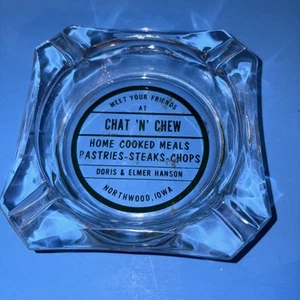 MEET YOUR FRIENDS
AT
CHAT 'N' CHEW
HOME COOKED MEALS
PASTRIES-STEAKS-CHOPS
DORIS & ELMER HANSON
NORTHWOOD, IOWA